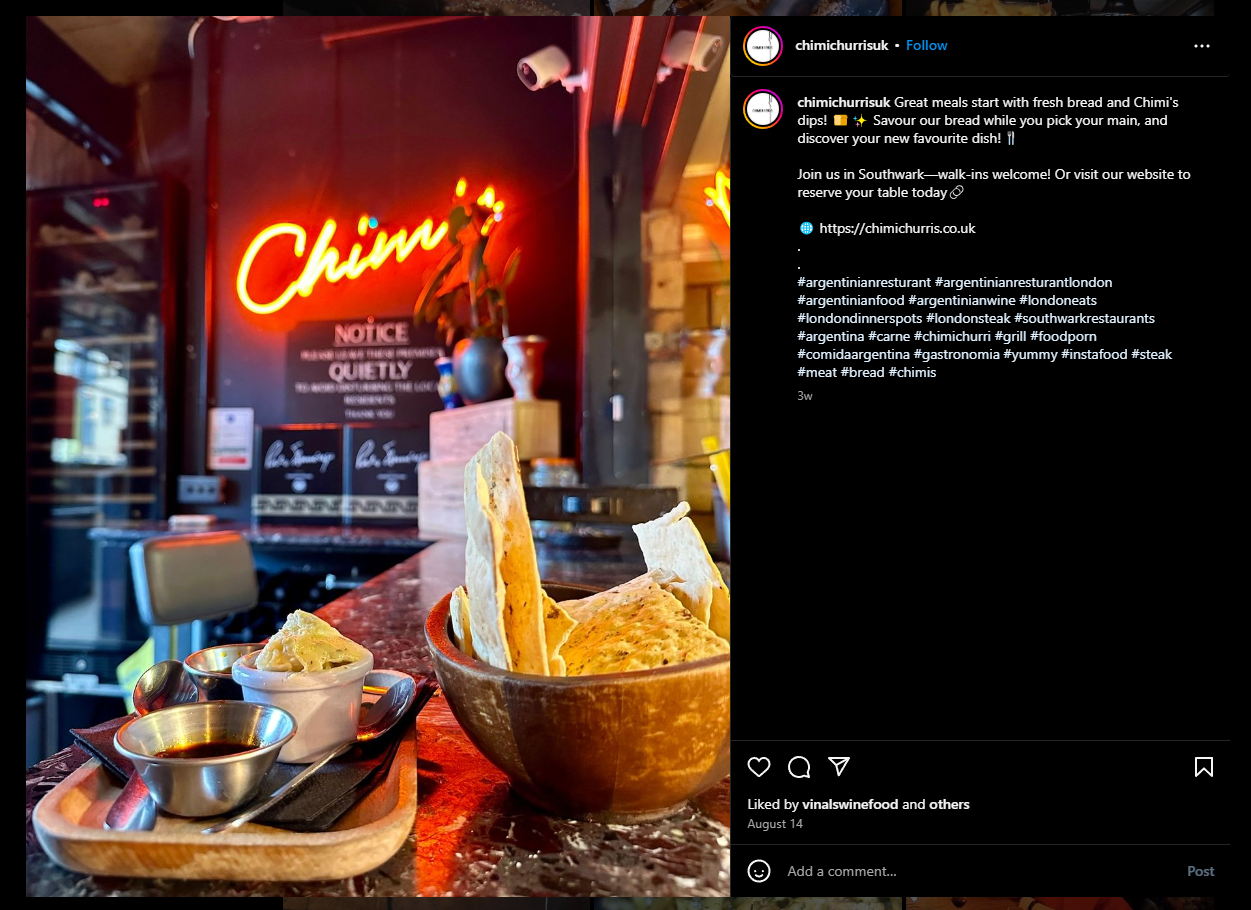 Chimi's
NOTICE
PLEASE LEAVE THESE PREMISES
QUIETLY
TO AVOID DISTURBING THE LOCAL
RESIDENTS
THANK YOU
chimichurrisuk • Follow
chimichurrisuk Great meals start with fresh bread and Chimi's
dips! 🍞 ✨ Savour our bread while you pick your main, and
discover your new favourite dish! 🍴
Join us in Southwark—walk-ins welcome! Or visit our website to
reserve your table today🔗
🌐 https://chimichurris.co.uk
.
.
#argentinianresturant #argentinianresturantlondon
#argentinianfood #argentinianwine #londoneats
#londondinnerspots #londonsteak #southwarkrestaurants
#argentina #carne #chimichurri #grill #foodporn
#comidaargentina #gastronomia #yummy #instafood #steak
#meat #bread #chimis
3w
Liked by vinalswinefood and others
August 14
Add a comment...
Post